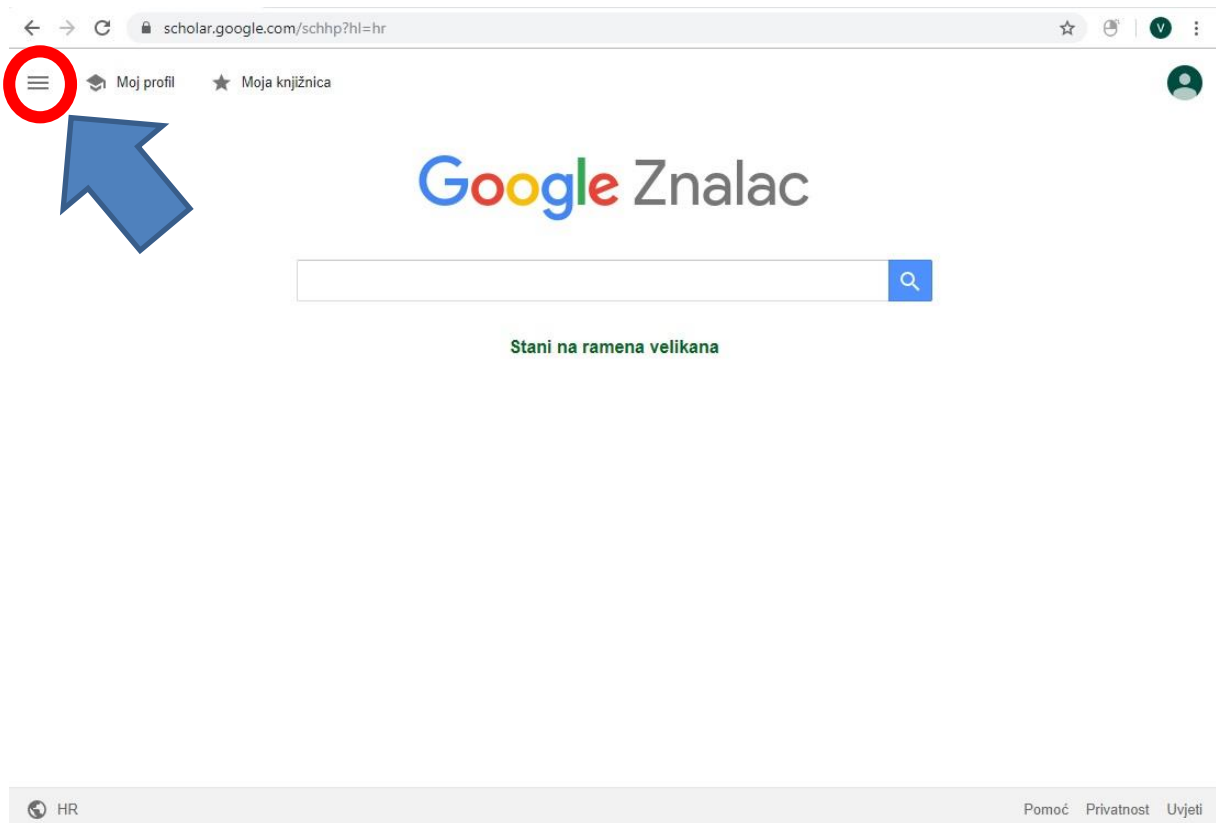 scholar.google.com/schhp?hl=hr
V
Moj profil
Moja knjižnica
Google Znalac
Stani na ramena velikana
HR
Pomoć Privatnost Uvjeti